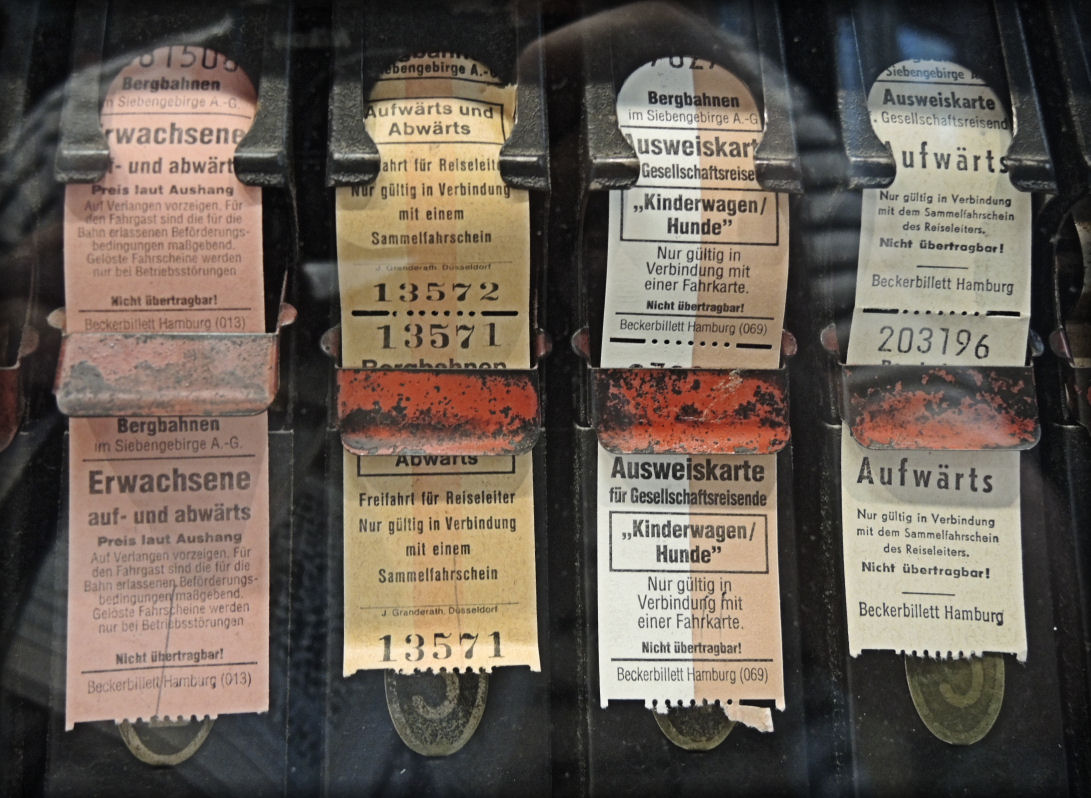 61508
Bergbahnen
im Siebengebirge A.-G.
Erwachsene
auf- und abwärts
Preis laut Aushang
Auf Verlangen vorzeigen. Für
den Fahrgast sind die für die
Bahn erlassenen Beförderungs-
bedingungen maßgebend.
Gelöste Fahrscheine werden
nur bei Betriebsstörungen
Nicht übertragbar!
Beckerbillett Hamburg (013)
Bergbahnen
im Siebengebirge A.-G.
Erwachsene
auf- und abwärts
Preis laut Aushang
Auf Verlangen vorzeigen. Für
den Fahrgast sind die für die
Bahn erlassenen Beförderungs-
bedingungen maßgebend.
Gelöste Fahrscheine werden
nur bei Betriebsstörungen
Nicht übertragbar!
Beckerbillett Hamburg (013)
Siebengebirge A.-G.
Aufwärts und
Abwärts
Freifahrt für Reiseleiter
Nur gültig in Verbindung
mit einem
Sammelfahrschein
J. Granderath, Düsseldorf
13572
13571
Bergbahnen
Abwärts
Freifahrt für Reiseleiter
Nur gültig in Verbindung
mit einem
Sammelfahrschein
J. Granderath, Düsseldorf
13571
Bergbahnen
im Siebengebirge A.-G
Ausweiskarte
Gesellschaftsreisende
„Kinderwagen/
Hunde”
Nur gültig in
Verbindung mit
einer Fahrkarte.
Nicht übertragbar!
Beckerbillett Hamburg (069)
Ausweiskarte
für Gesellschaftsreisende
„Kinderwagen/
Hunde”
Nur gültig in
Verbindung mit
einer Fahrkarte.
Nicht übertragbar!
Beckerbillett Hamburg (069)
Siebengebirge A
Ausweiskarte
f. Gesellschaftsreisend
Aufwärts
Nur gültig in Verbindung
mit dem Sammelfahrschein
des Reiseleiters.
Nicht übertragbar!
Beckerbillett Hamburg
203196
Aufwärts
Nur gültig in Verbindung
mit dem Sammelfahrschein
des Reiseleiters.
Nicht übertragbar!
Beckerbillett Hamburg